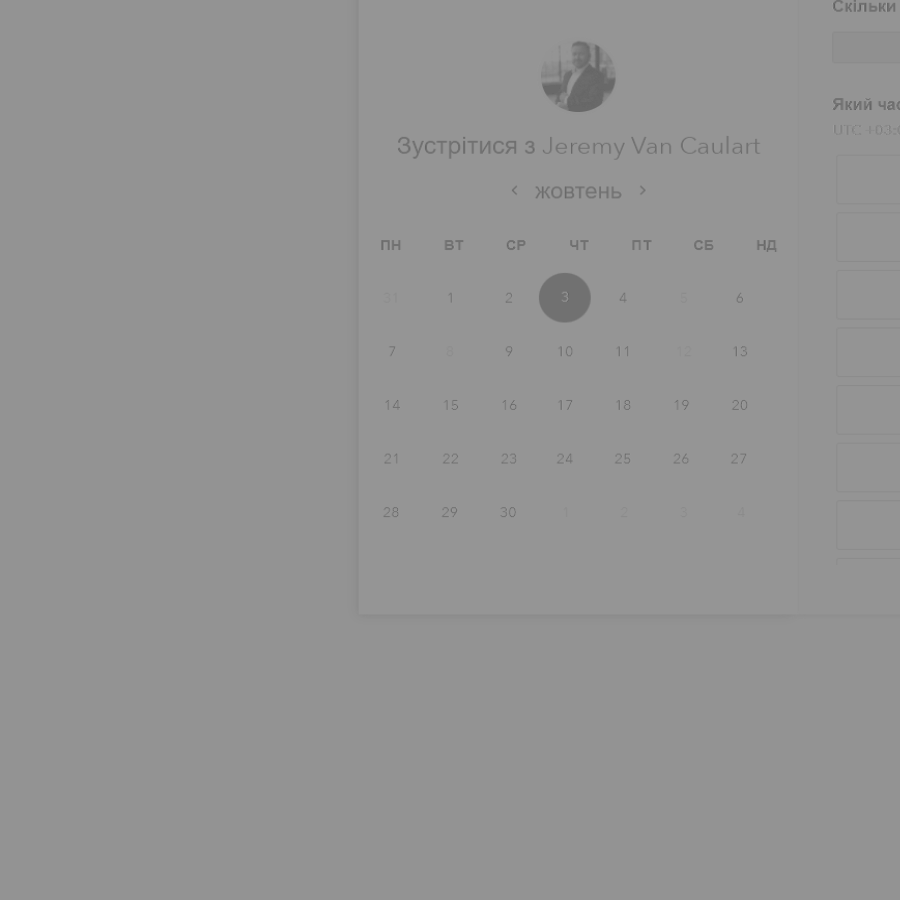 Скільки
Який час
UTC +03:0
Зустрітися з Jeremy Van Caulart
жовтень
ПН ВТ СР ЧТ ПТ СБ НД
31 1 2 3 4 5 6
7 8 9 10 11 12 13
14 15 16 17 18 19 20
21 22 23 24 25 26 27
28 29 30 1 2 3 4